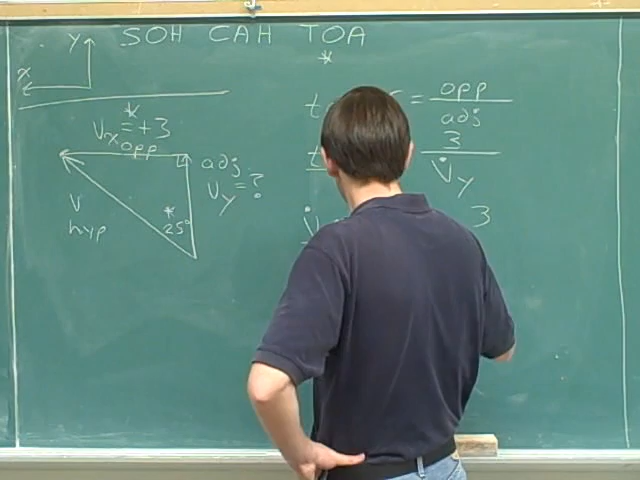 SOH CAH TOA
*
y
x
*
Vx = +3
opp
adj
Vy = ?
V
hyp
*
25°
= opp
adj
3
Vy
3